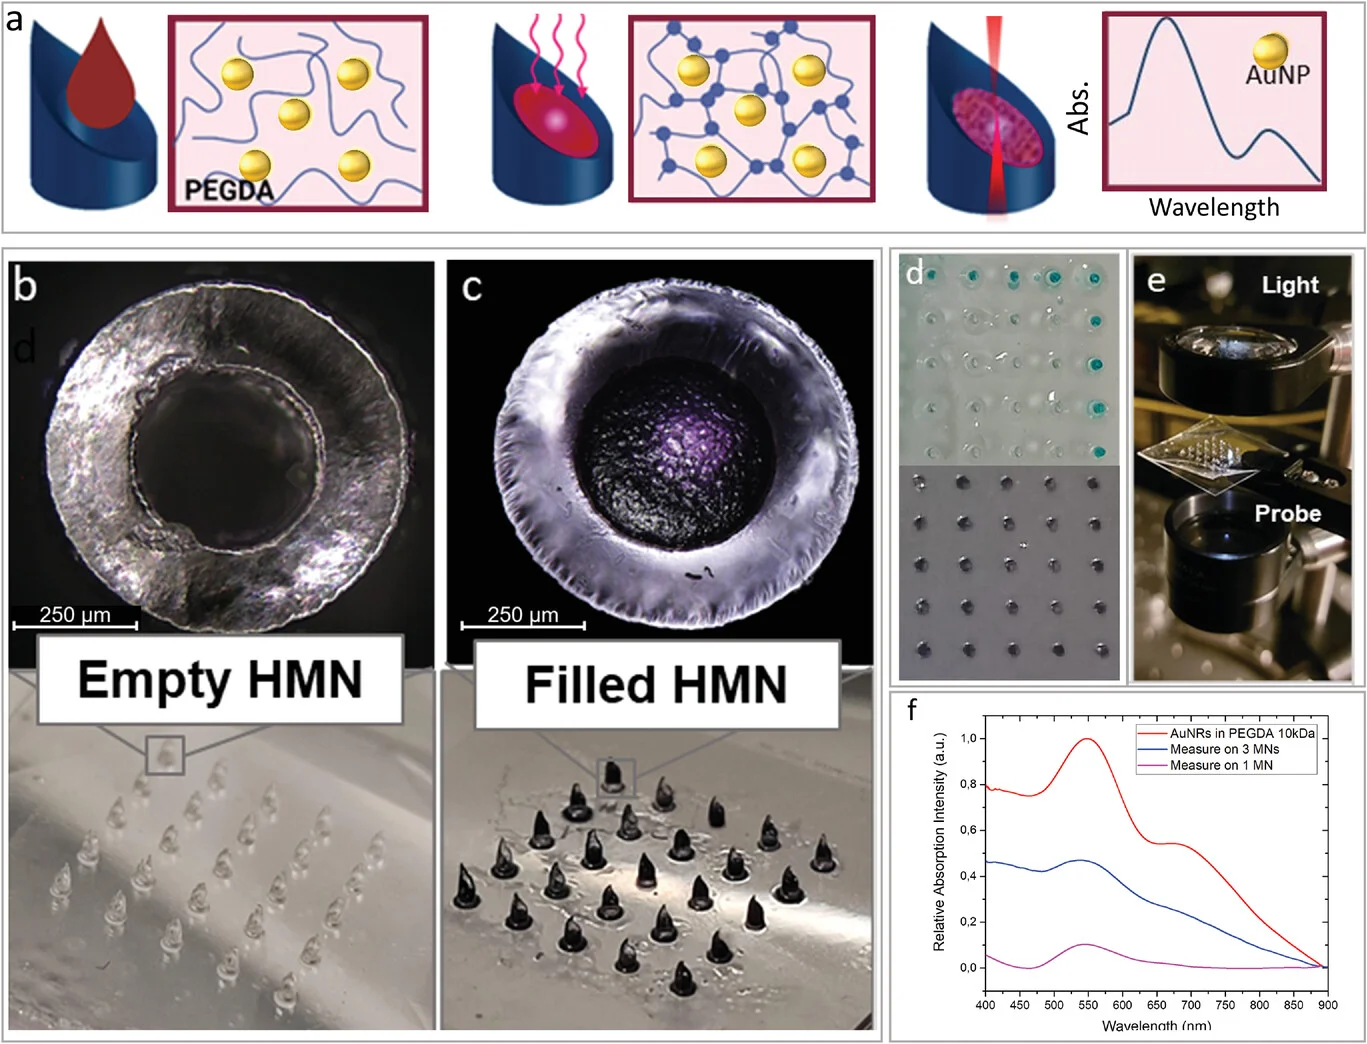 a
PEGDA
Abs.
AuNP
Wavelength
b
d
250 µm
Empty HMN
c
250 µm
Filled HMN
d
e
Light
Probe
f
AuNRs in PEGDA 10kDa
Measure on 3 MNs
Measure on 1 MN
Relative Absorption Intensity (a.u.)
1,0
0,8
0,6
0,4
0,2
0,0
400 450 500 550 600 650 700 750 800 850 900
Wavelength (nm)